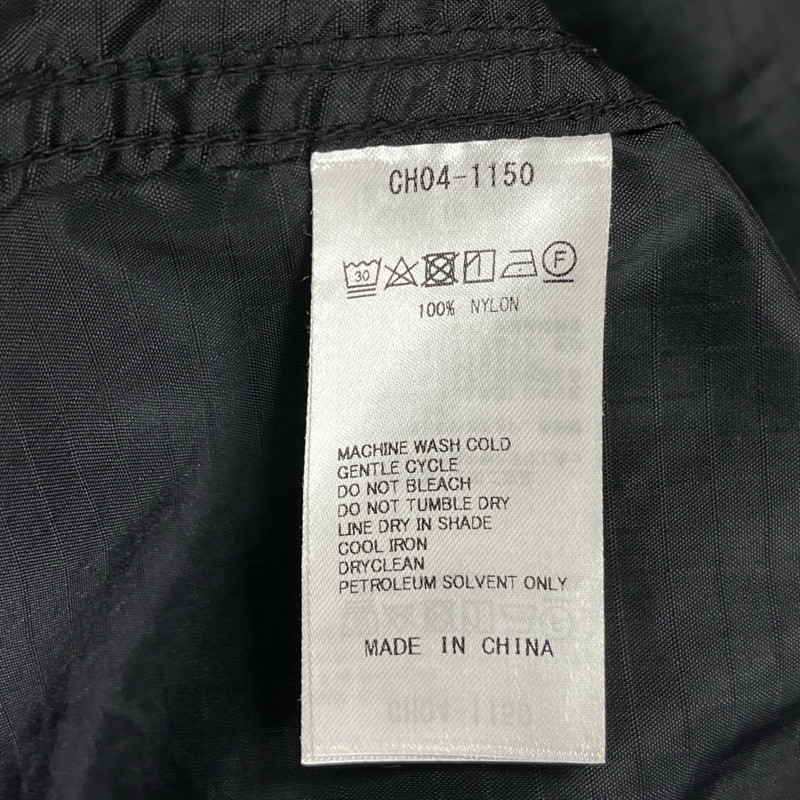 CH04-1150
30 F
100% NYLON
MACHINE WASH COLD
GENTLE CYCLE
DO NOT BLEACH
DO NOT TUMBLE DRY
LINE DRY IN SHADE
COOL IRON
DRYCLEAN
PETROLEUM SOLVENT ONLY
MADE IN CHINA